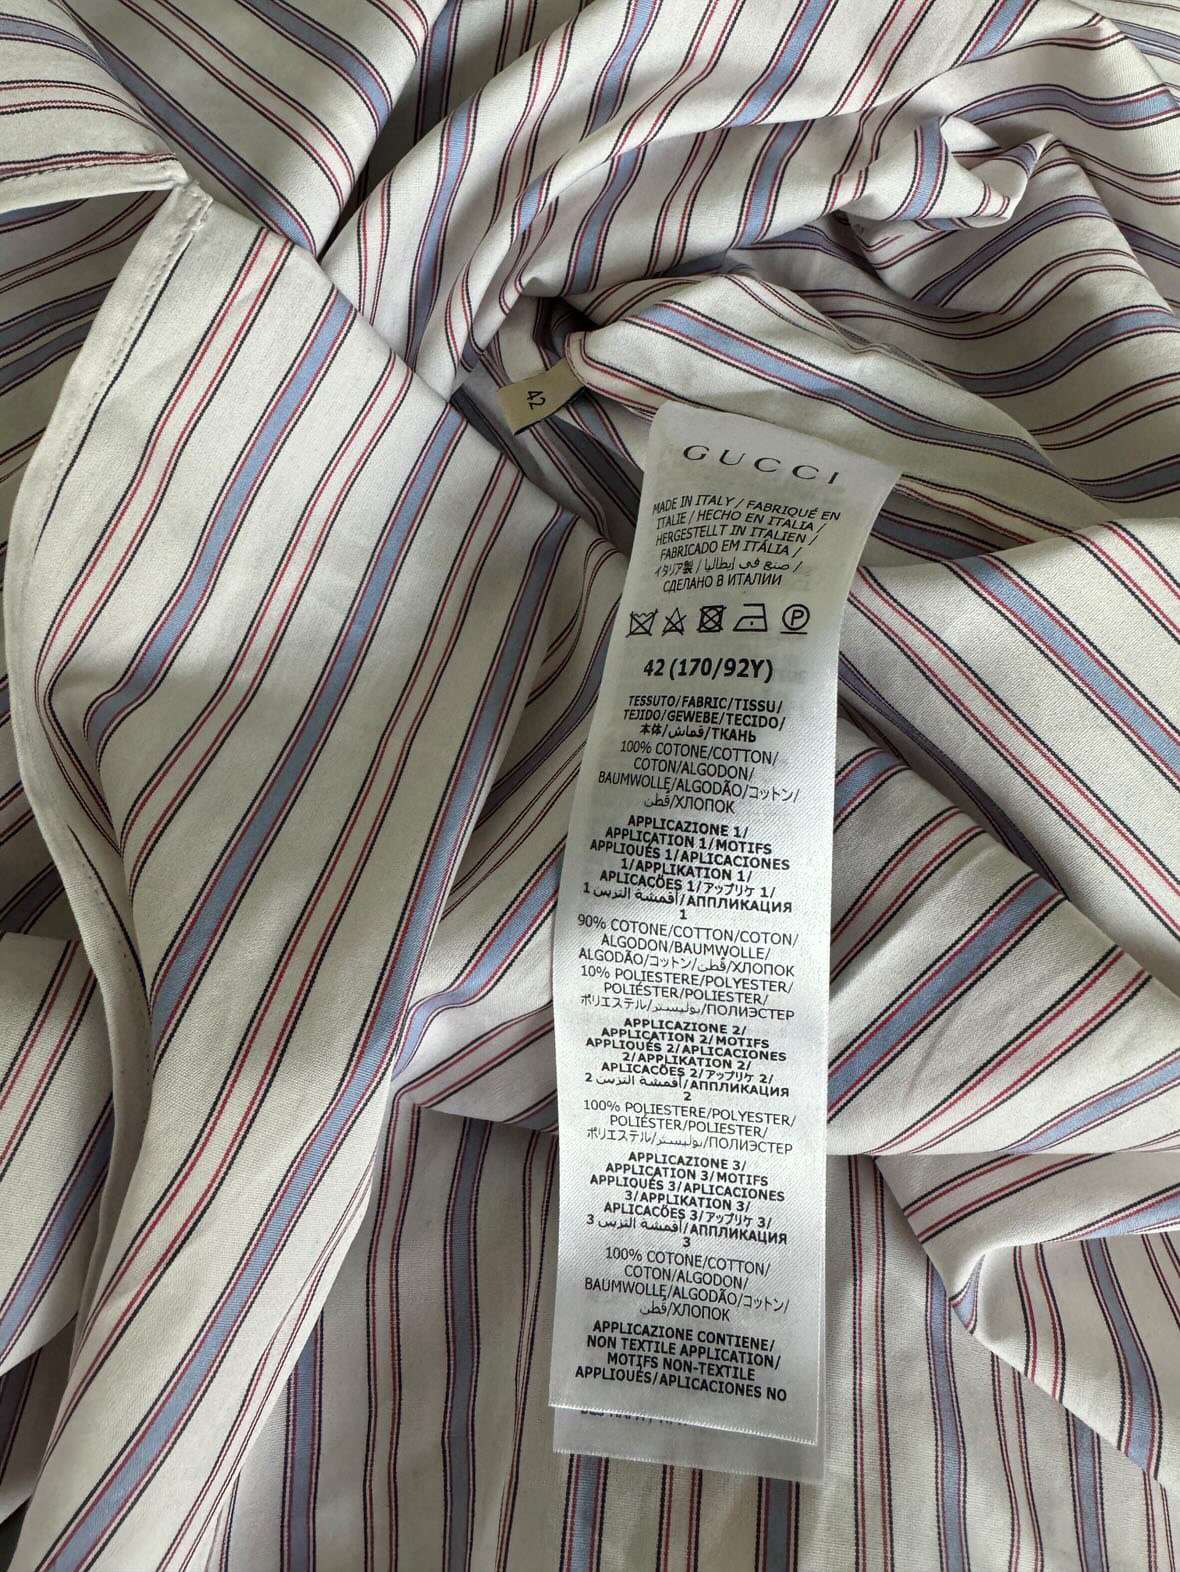 42
GUCCI
MADE IN ITALY / FABRIQUÉ EN
ITALIE / HECHO EN ITALIA /
HERGESTELLT IN ITALIEN /
FABRICADO EM ITÁLIA /
イタリア製 / صنع في إيطاليا /
СДЕЛАНО В ИТАЛИИ
P
42 (170/92Y)
TESSUTO/FABRIC/TISSU/
TEJIDO/GEWEBE/TECIDO/
本体/قماش/ТКАНЬ
100% COTONE/COTTON/
COTON/ALGODON/
BAUMWOLLE/ALGODÃO/コットン/
قُطن/ХЛОПОК
APPLICAZIONE 1/
APPLICATION 1/MOTIFS
APPLIQUÉS 1/APLICACIONES
1/APPLIKATION 1/
APLICACÕES 1/アップリケ 1/
1 أقمشة التزيين/АППЛИКАЦИЯ
1
90% COTONE/COTTON/COTON/
ALGODON/BAUMWOLLE/
ALGODÃO/コットン/قُطن/ХЛОПОК
10% POLIESTERE/POLYESTER/
POLIÉSTER/POLIESTER/
ポリエステル/بوليستر/ПОЛИЭСТЕР
APPLICAZIONE 2/
APPLICATION 2/MOTIFS
APPLIQUÉS 2/APLICACIONES
2/APPLIKATION 2/
APLICACÕES 2/アップリケ 2/
2 أقمشة التزيين/АППЛИКАЦИЯ
2
100% POLIESTERE/POLYESTER/
POLIÉSTER/POLIESTER/
ポリエステル/بوليستر/ПОЛИЭСТЕР
APPLICAZIONE 3/
APPLICATION 3/MOTIFS
APPLIQUÉS 3/APLICACIONES
3/APPLIKATION 3/
APLICACÕES 3/アップリケ 3/
3 أقمشة التزيين/АППЛИКАЦИЯ
3
100% COTONE/COTTON/
COTON/ALGODON/
BAUMWOLLE/ALGODÃO/コットン/
قُطن/ХЛОПОК
APPLICAZIONE CONTIENE/
NON TEXTILE APPLICATION/
MOTIFS NON-TEXTILE
APPLIQUÉS/APLICACIONES NO